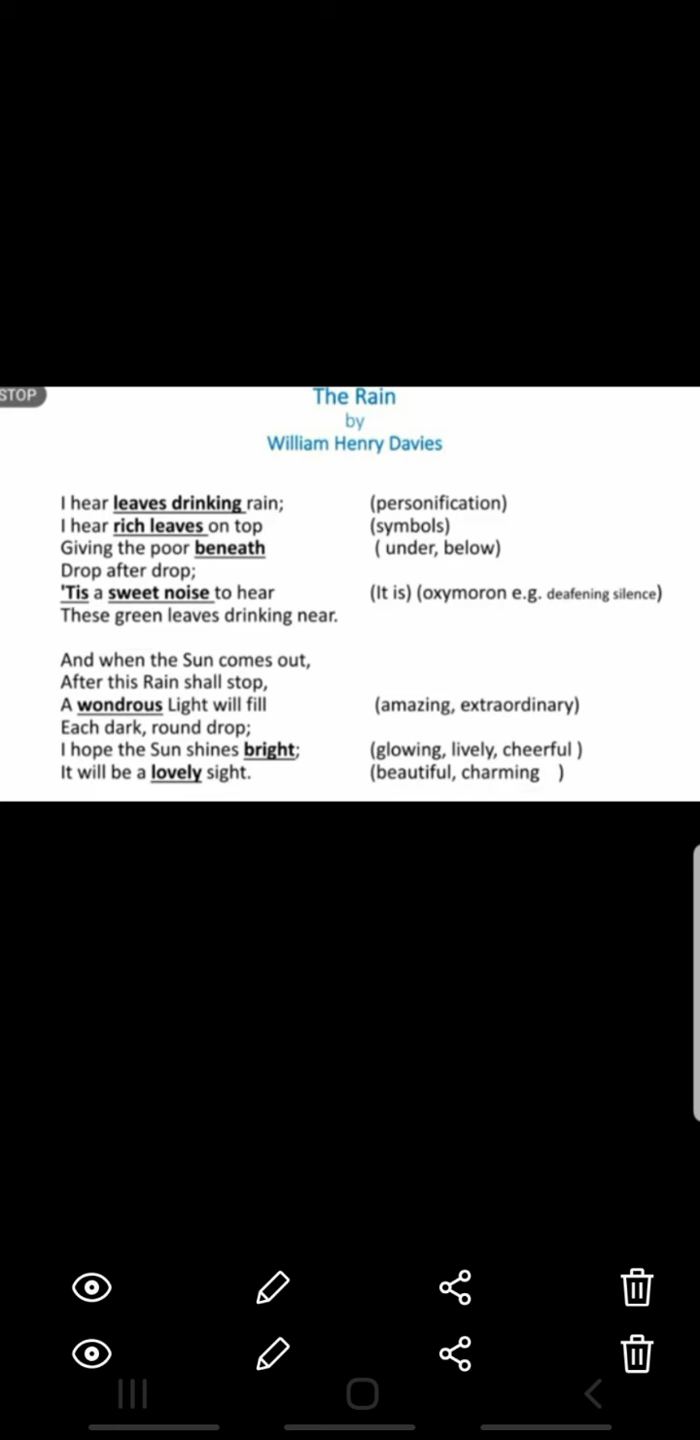 STOP
The Rain
by
William Henry Davies
I hear leaves drinking rain; (personification)
I hear rich leaves on top (symbols)
Giving the poor beneath ( under, below)
Drop after drop;
'Tis a sweet noise to hear (It is) (oxymoron e.g. deafening silence)
These green leaves drinking near.
And when the Sun comes out,
After this Rain shall stop,
A wondrous Light will fill (amazing, extraordinary)
Each dark, round drop;
I hope the Sun shines bright; (glowing, lively, cheerful )
It will be a lovely sight. (beautiful, charming )